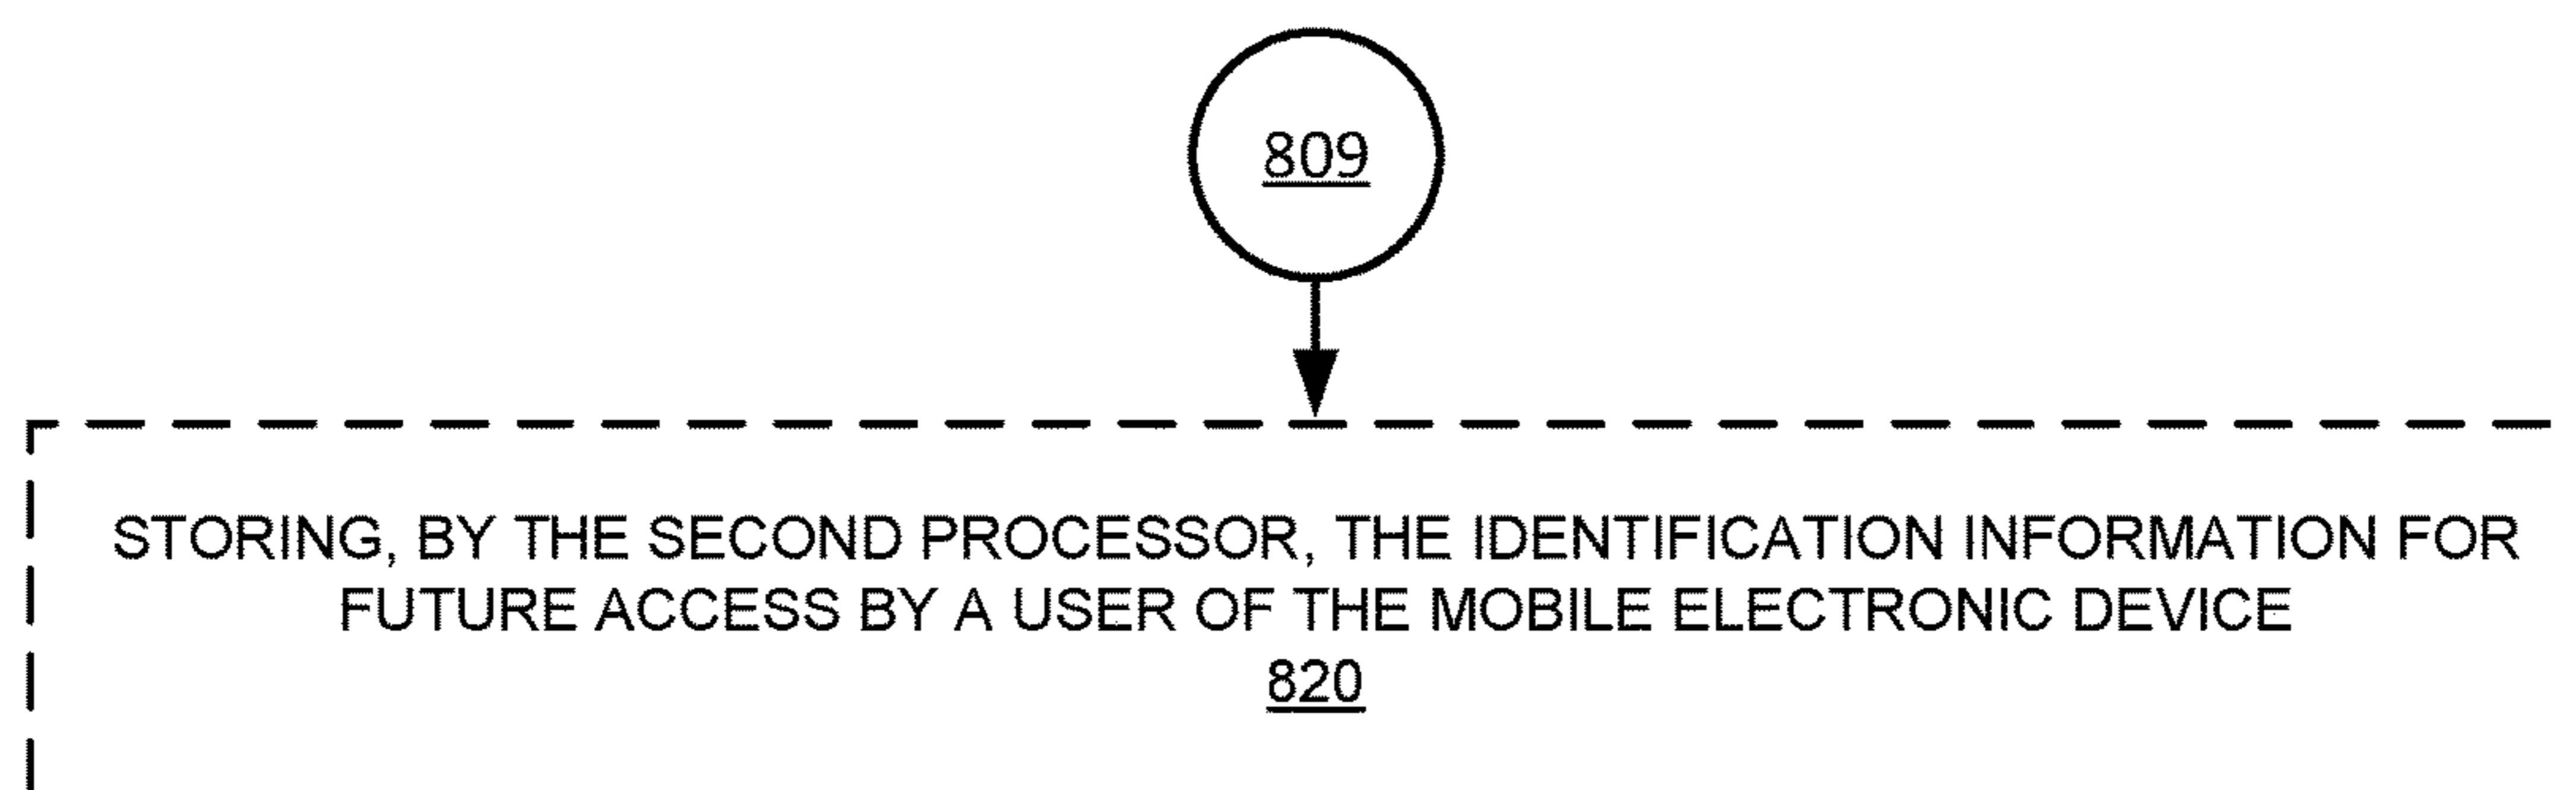 809
STORING, BY THE SECOND PROCESSOR, THE IDENTIFICATION INFORMATION FOR
FUTURE ACCESS BY A USER OF THE MOBILE ELECTRONIC DEVICE
820